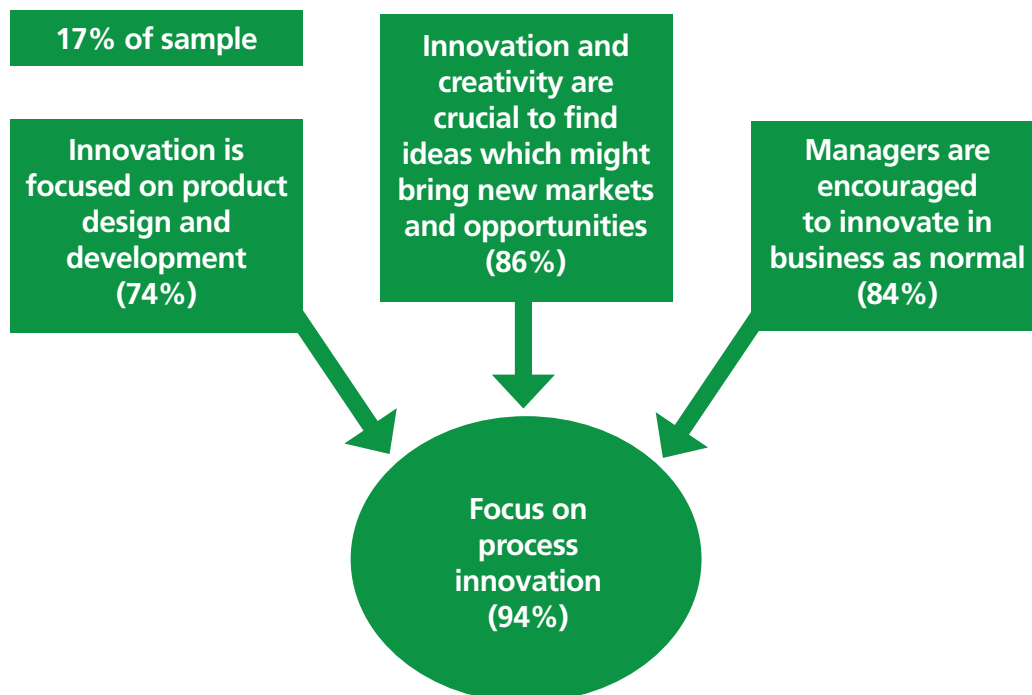 17% of sample
Innovation is
focused on product
design and
development
(74%)
Innovation and
creativity are
crucial to find
ideas which might
bring new markets
and opportunities
(86%)
Managers are
encouraged
to innovate in
business as normal
(84%)
Focus on
process
innovation
(94%)